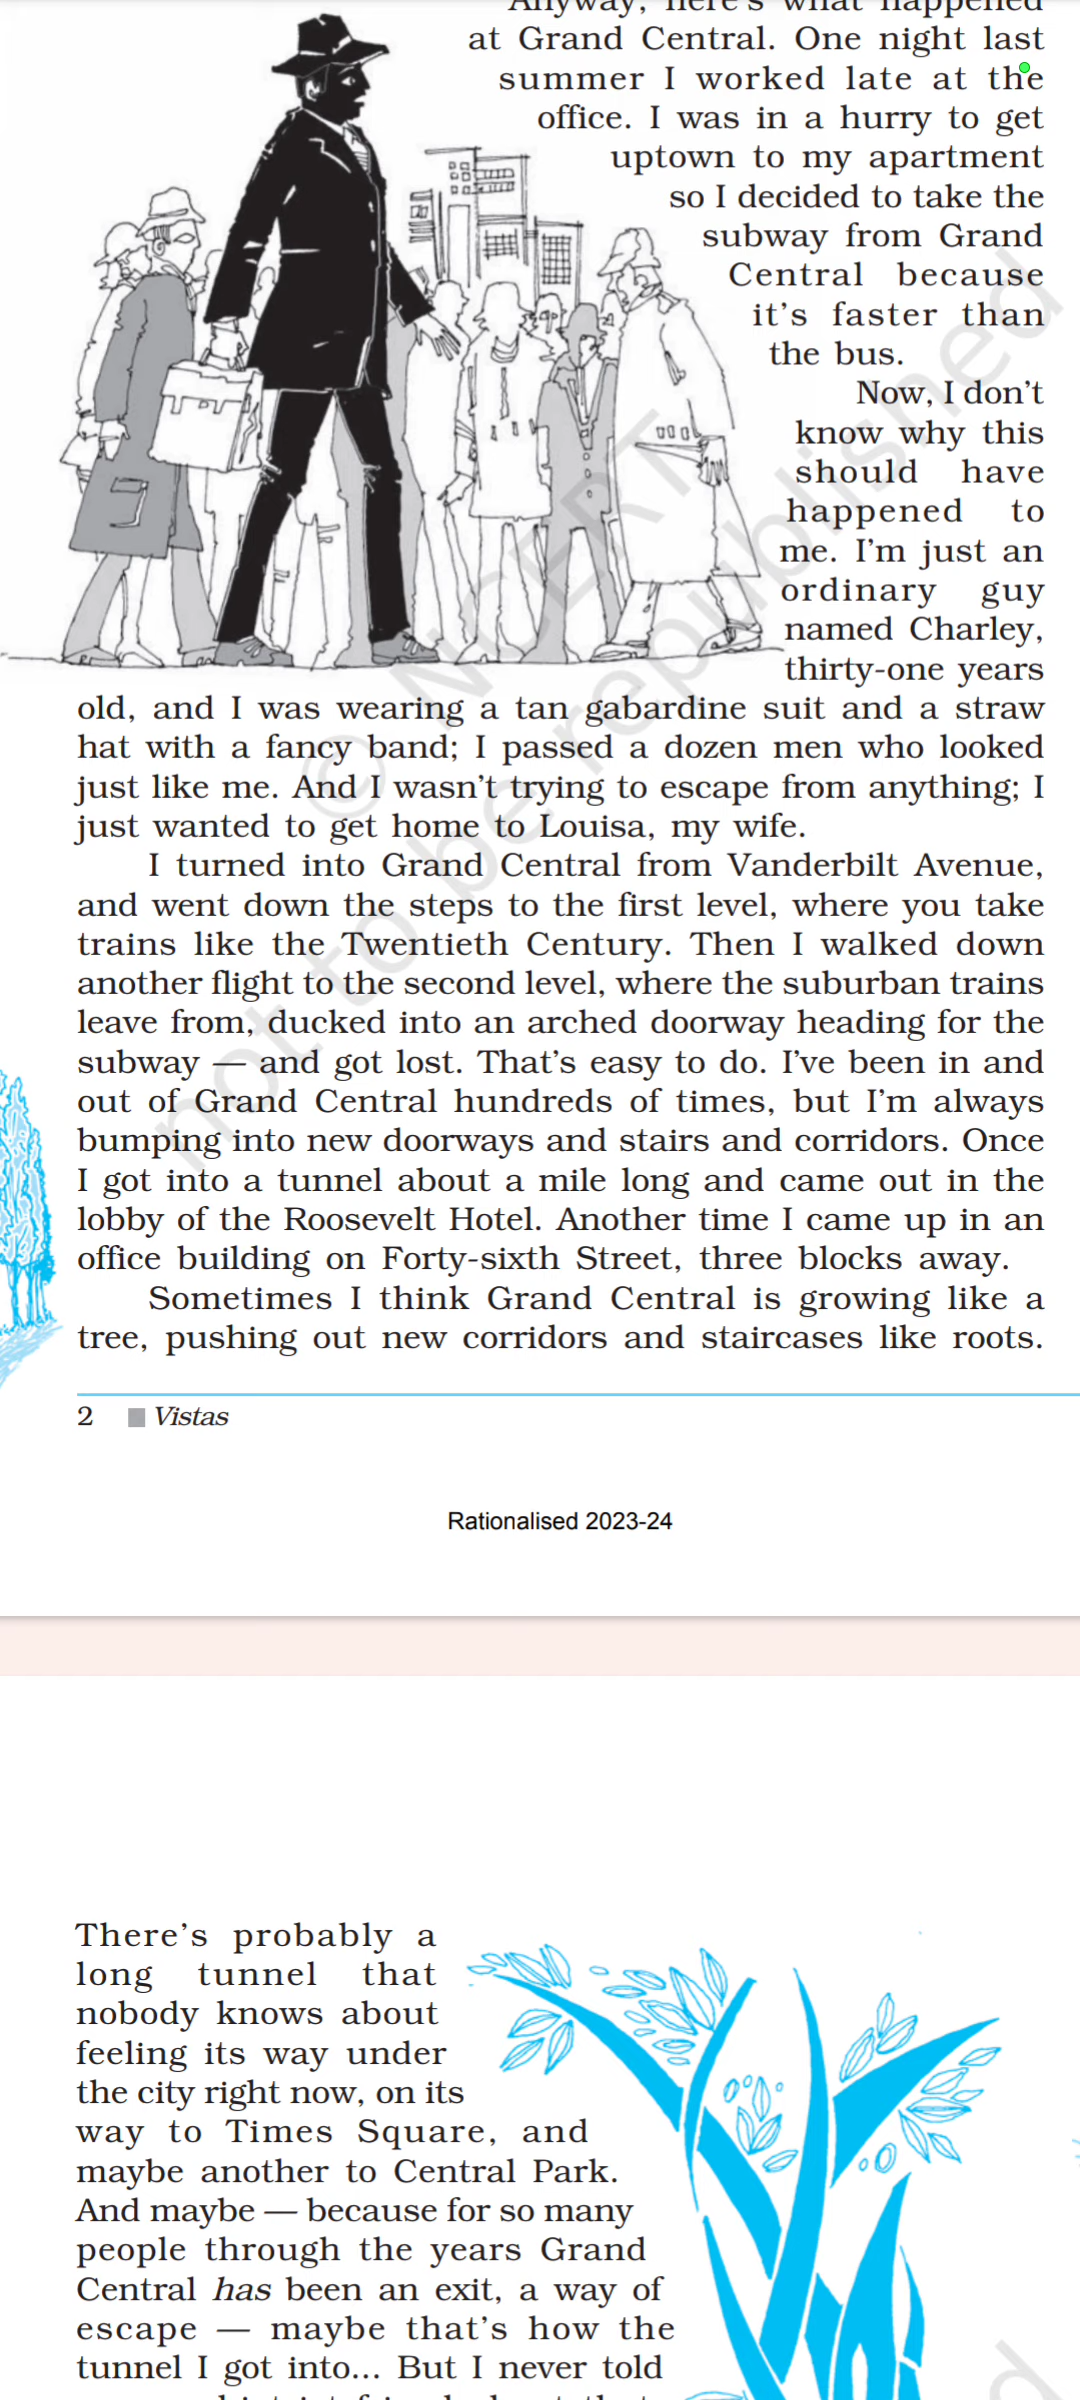 Anyway, here's what happened
at Grand Central. One night last
summer I worked late at the
office. I was in a hurry to get
uptown to my apartment
so I decided to take the
subway from Grand
Central because
it's faster than
the bus.
Now, I don't
know why this
should have
happened to
me. I'm just an
ordinary guy
named Charley,
thirty-one years
old, and I was wearing a tan gabardine suit and a straw
hat with a fancy band; I passed a dozen men who looked
just like me. And I wasn't trying to escape from anything; I
just wanted to get home to Louisa, my wife.
I turned into Grand Central from Vanderbilt Avenue,
and went down the steps to the first level, where you take
trains like the Twentieth Century. Then I walked down
another flight to the second level, where the suburban trains
leave from, ducked into an arched doorway heading for the
subway — and got lost. That's easy to do. I've been in and
out of Grand Central hundreds of times, but I'm always
bumping into new doorways and stairs and corridors. Once
I got into a tunnel about a mile long and came out in the
lobby of the Roosevelt Hotel. Another time I came up in an
office building on Forty-sixth Street, three blocks away.
Sometimes I think Grand Central is growing like a
tree, pushing out new corridors and staircases like roots.
2 Vistas
Rationalised 2023-24
© NCERT
not to be republished
There's probably a
long tunnel that
nobody knows about
feeling its way under
the city right now, on its
way to Times Square, and
maybe another to Central Park.
And maybe — because for so many
people through the years Grand
Central has been an exit, a way of
escape — maybe that's how the
tunnel I got into... But I never told